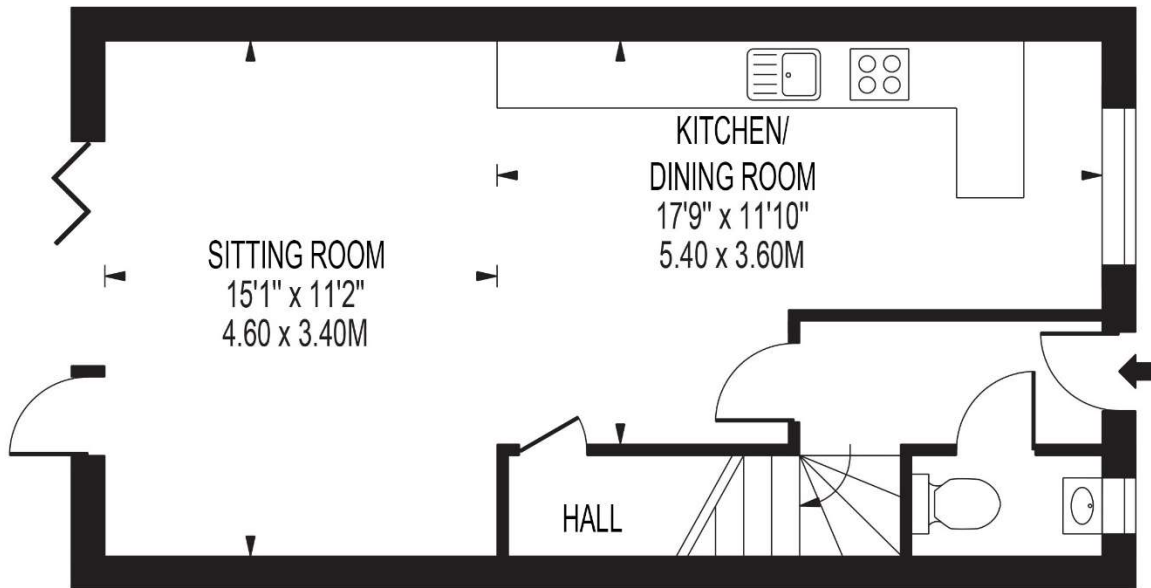 KITCHEN/
DINING ROOM
17'9" x 11'10"
5.40 x 3.60M
SITTING ROOM
15'1" x 11'2"
4.60 x 3.40M
HALL